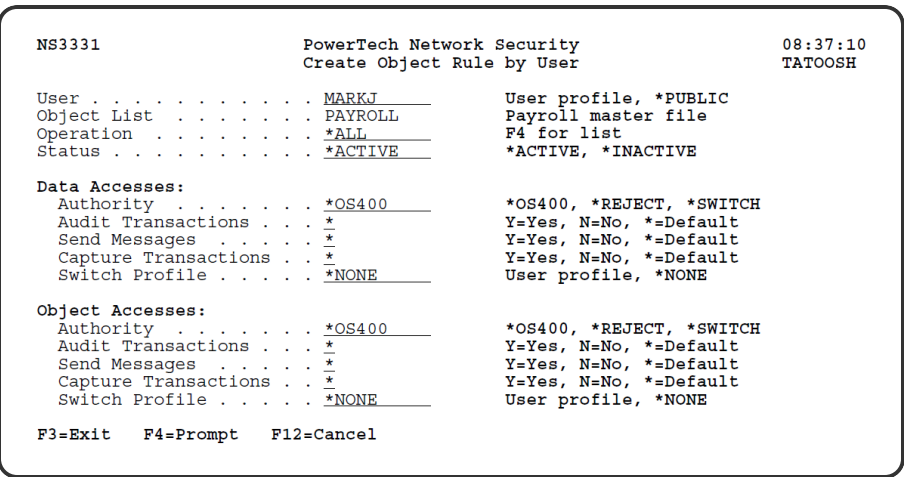 NS3331 PowerTech Network Security 08:37:10
Create Object Rule by User TATOOSH
User . . . . . . . . . . . MARKJ User profile, *PUBLIC
Object List . . . . . . . PAYROLL Payroll master file
Operation . . . . . . . . *ALL F4 for list
Status . . . . . . . . . . *ACTIVE *ACTIVE, *INACTIVE
Data Accesses:
Authority . . . . . . . *OS400 *OS400, *REJECT, *SWITCH
Audit Transactions . . . * Y=Yes, N=No, *=Default
Send Messages . . . . . * Y=Yes, N=No, *=Default
Capture Transactions . . * Y=Yes, N=No, *=Default
Switch Profile . . . . . *NONE User profile, *NONE
Object Accesses:
Authority . . . . . . . *OS400 *OS400, *REJECT, *SWITCH
Audit Transactions . . . * Y=Yes, N=No, *=Default
Send Messages . . . . . * Y=Yes, N=No, *=Default
Capture Transactions . . * Y=Yes, N=No, *=Default
Switch Profile . . . . . *NONE User profile, *NONE
F3=Exit F4=Prompt F12=Cancel